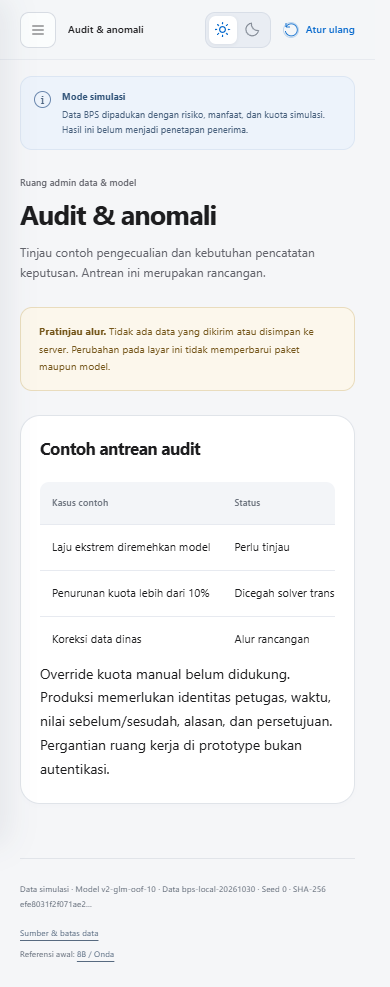 Audit & anomali
Atur ulang
Mode simulasi
Data BPS dipadukan dengan risiko, manfaat, dan kuota simulasi.
Hasil ini belum menjadi penetapan penerima.
Ruang admin data & model
Audit & anomali
Tinjau contoh pengecualian dan kebutuhan pencatatan
keputusan. Antrean ini merupakan rancangan.
Pratinjau alur. Tidak ada data yang dikirim atau disimpan ke
server. Perubahan pada layar ini tidak memperbarui paket
maupun model.
Contoh antrean audit
Kasus contoh Status
Laju ekstrem diremehkan model Perlu tinjau
Penurunan kuota lebih dari 10% Dicegah solver trans
Koreksi data dinas Alur rancangan
Override kuota manual belum didukung.
Produksi memerlukan identitas petugas, waktu,
nilai sebelum/sesudah, alasan, dan persetujuan.
Pergantian ruang kerja di prototype bukan
autentikasi.
Data simulasi · Model v2-glm-oof-10 · Data bps-local-20261030 · Seed 0 · SHA-256
efe8031f2f071ae2...
Sumber & batas data
Referensi awal: 8B / Onda